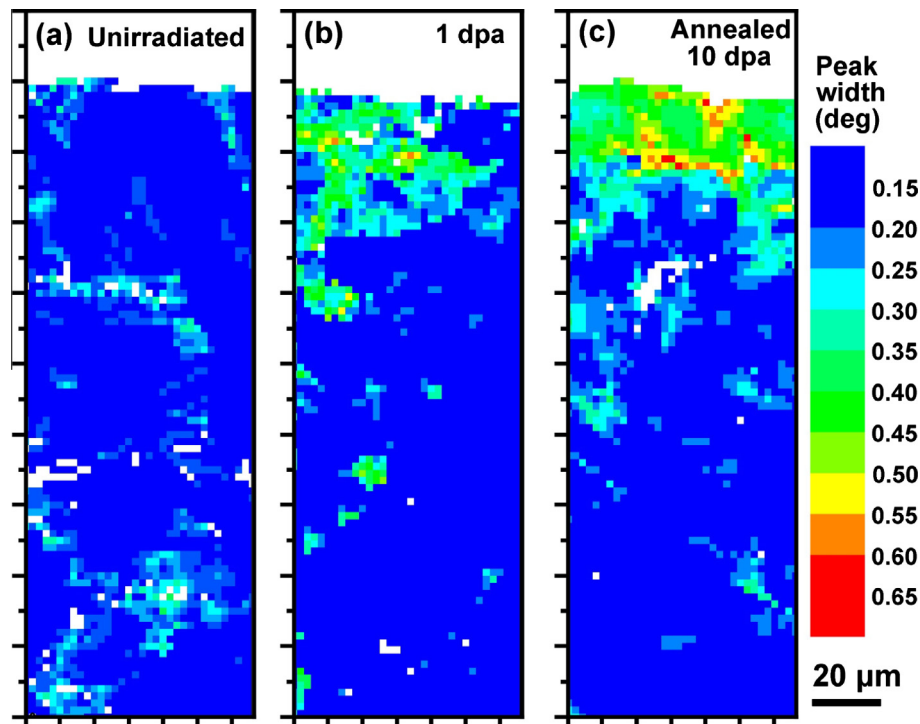 (a) Unirradiated
(b) 1 dpa
(c) Annealed
10 dpa
Peak
width
(deg)
0.15
0.20
0.25
0.30
0.35
0.40
0.45
0.50
0.55
0.60
0.65
20 µm